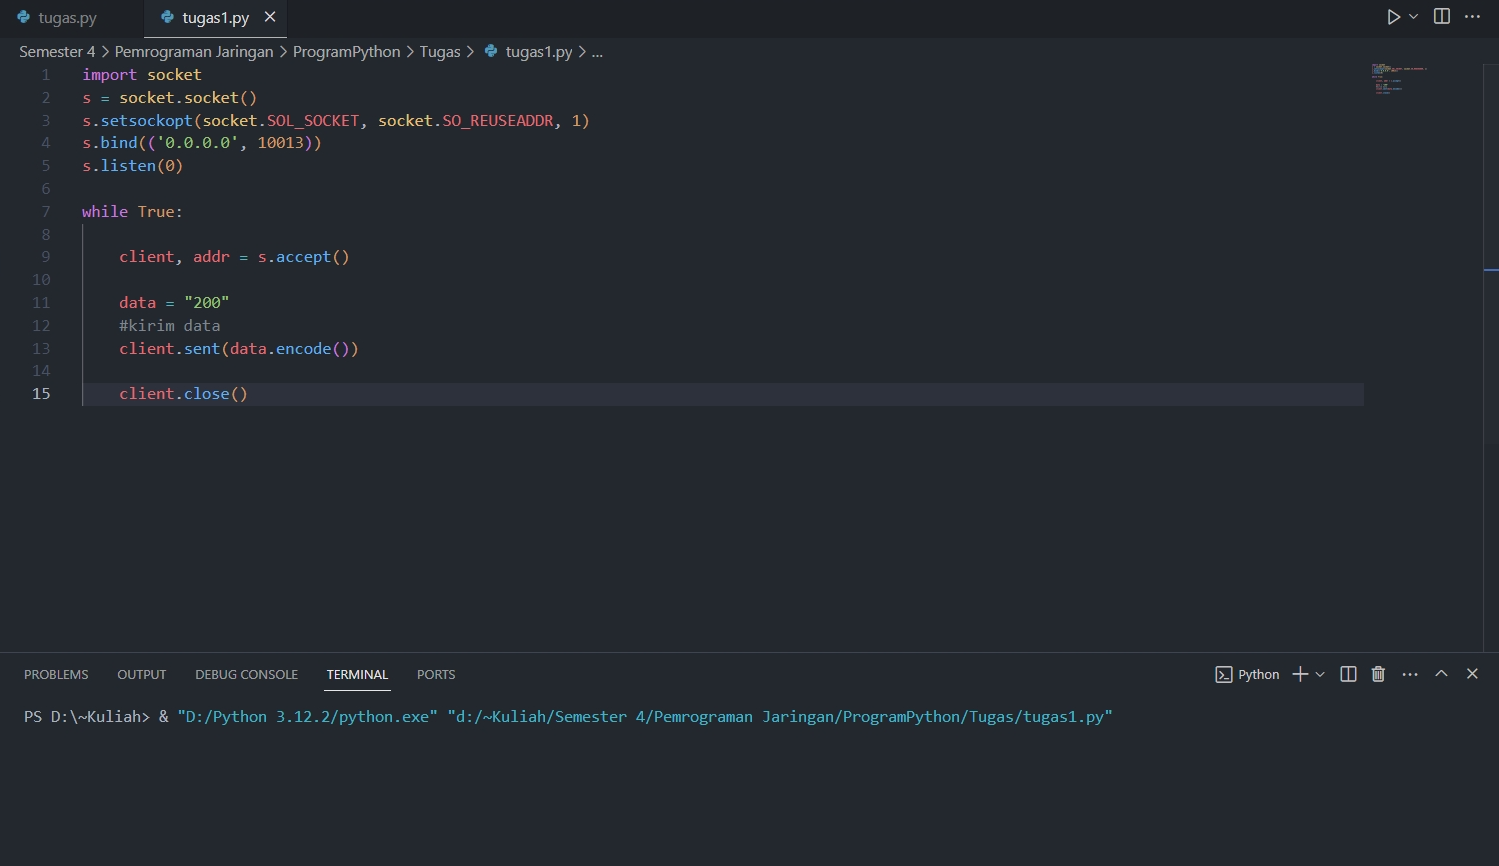 tugas.py tugas1.py
Semester 4 > Pemrograman Jaringan > ProgramPython > Tugas > tugas1.py > ...
1 import socket
2 s = socket.socket()
3 s.setsockopt(socket.SOL_SOCKET, socket.SO_REUSEADDR, 1)
4 s.bind(('0.0.0.0', 10013))
5 s.listen(0)
6
7 while True:
8
9 client, addr = s.accept()
10
11 data = "200"
12 #kirim data
13 client.sent(data.encode())
14
15 client.close()
PROBLEMS OUTPUT DEBUG CONSOLE TERMINAL PORTS Python
PS D:\~Kuliah> & "D:/Python 3.12.2/python.exe" "d:/~Kuliah/Semester 4/Pemrograman Jaringan/ProgramPython/Tugas/tugas1.py"